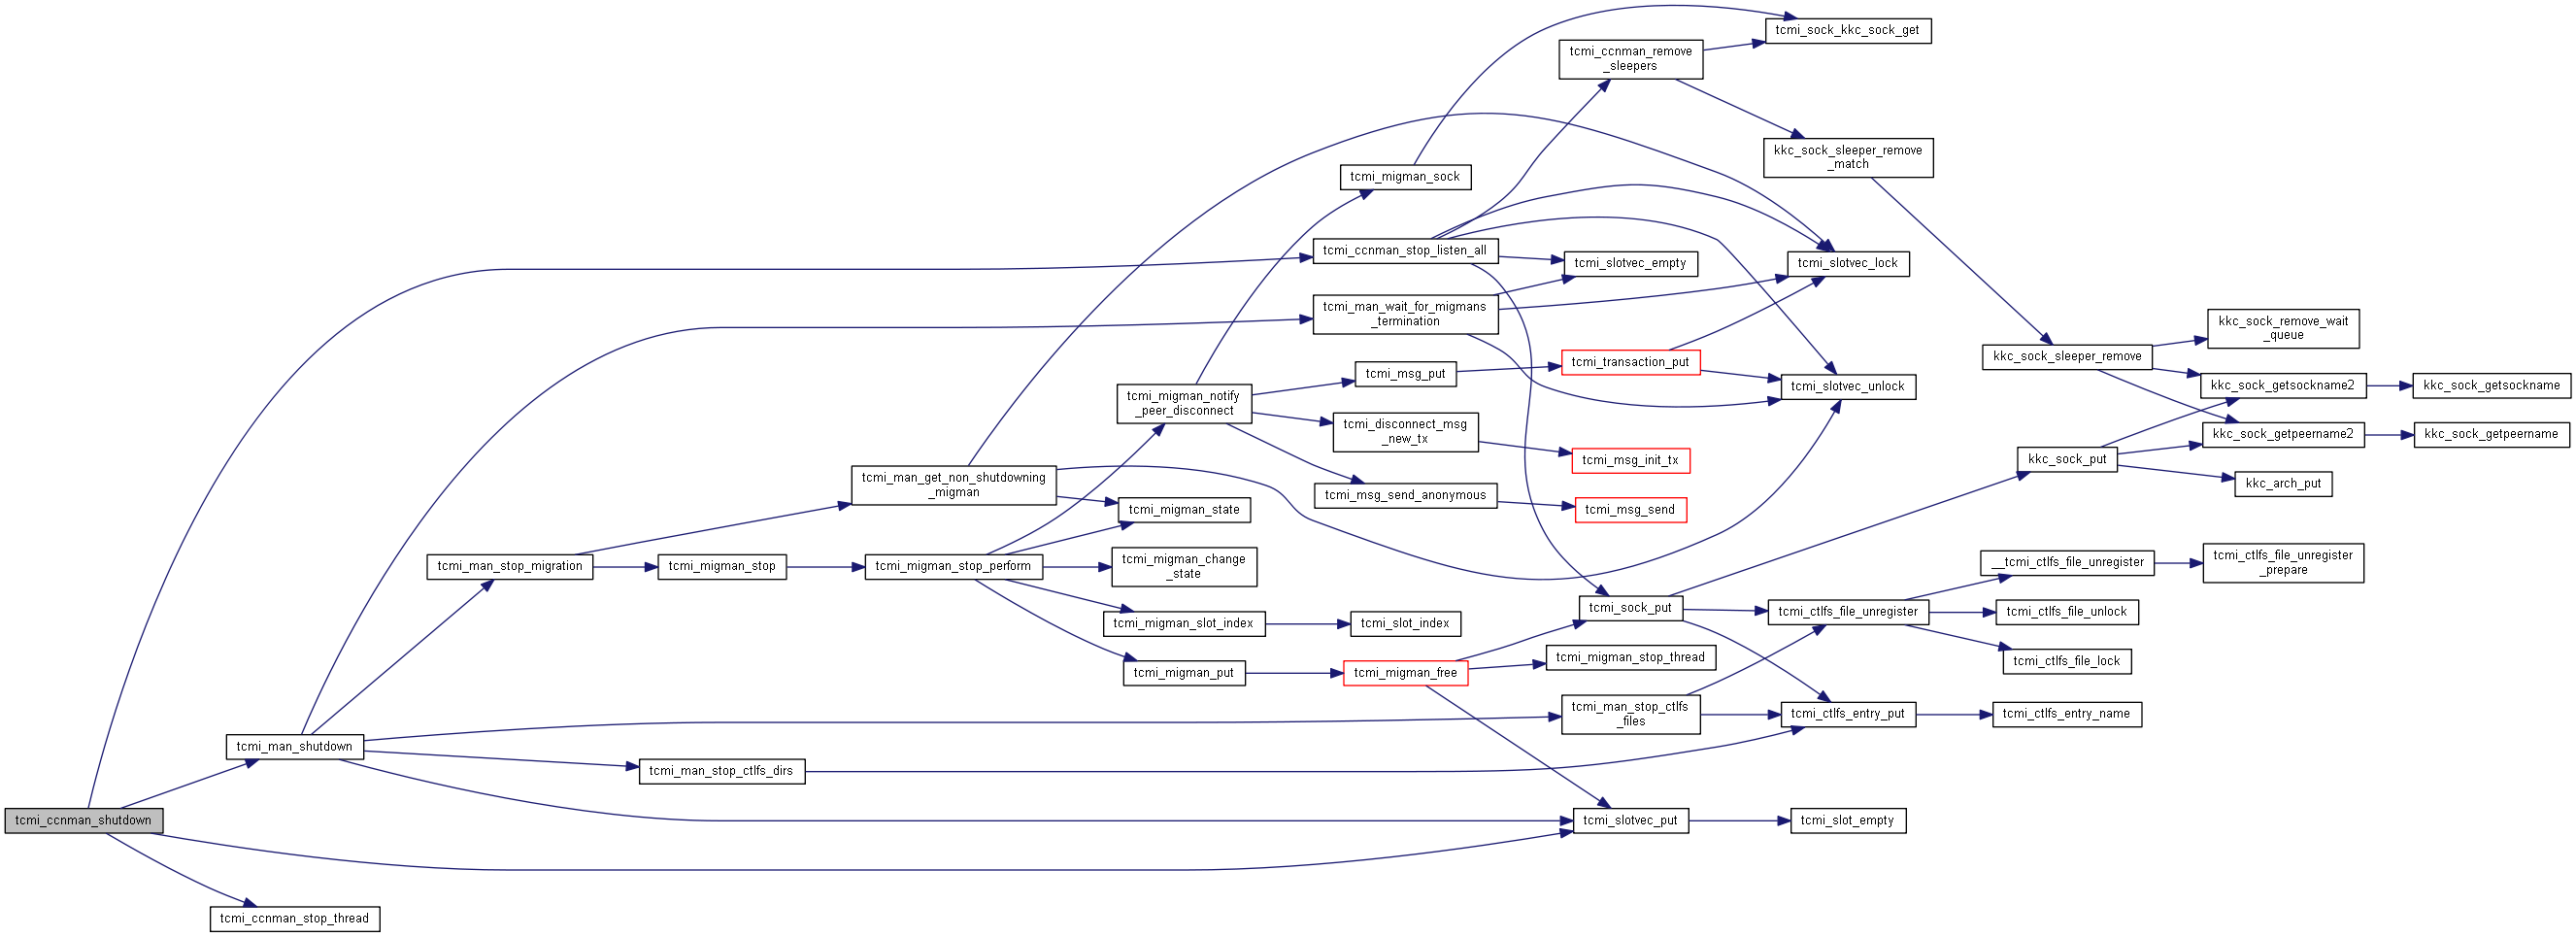 tcmi_sock_kkc_sock_get
tcmi_ccnman_remove
_sleepers
kkc_sock_sleeper_remove
_match
tcmi_migman_sock
tcmi_ccnman_stop_listen_all
tcmi_slotvec_empty
tcmi_slotvec_lock
tcmi_man_wait_for_migmans
_termination
kkc_sock_remove_wait
_queue
kkc_sock_sleeper_remove
tcmi_transaction_put
tcmi_msg_put
tcmi_slotvec_unlock
kkc_sock_getsockname2
kkc_sock_getsockname
tcmi_migman_notify
_peer_disconnect
tcmi_disconnect_msg
_new_tx
kkc_sock_getpeername2
kkc_sock_getpeername
tcmi_msg_init_tx
kkc_sock_put
kkc_arch_put
tcmi_man_get_non_shutdowning
_migman
tcmi_msg_send_anonymous
tcmi_msg_send
tcmi_migman_state
tcmi_man_stop_migration
tcmi_migman_stop
tcmi_migman_stop_perform
tcmi_migman_change
_state
__tcmi_ctlfs_file_unregister
tcmi_ctlfs_file_unregister
_prepare
tcmi_sock_put
tcmi_ctlfs_file_unregister
tcmi_ctlfs_file_unlock
tcmi_migman_slot_index
tcmi_slot_index
tcmi_migman_stop_thread
tcmi_ctlfs_file_lock
tcmi_migman_put
tcmi_migman_free
tcmi_man_stop_ctlfs
_files
tcmi_ctlfs_entry_put
tcmi_ctlfs_entry_name
tcmi_man_shutdown
tcmi_man_stop_ctlfs_dirs
tcmi_ccnman_shutdown
tcmi_slotvec_put
tcmi_slot_empty
tcmi_ccnman_stop_thread